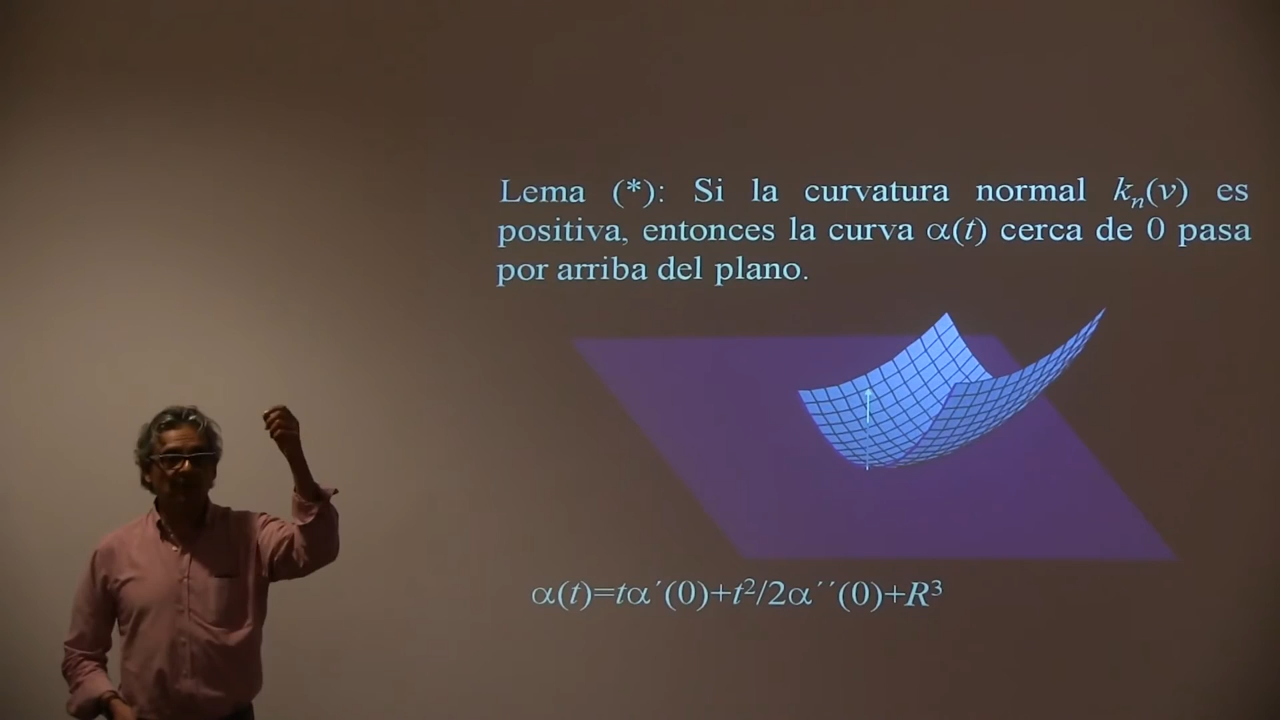 Lema (*): Si la curvatura normal kₙ(v) es
positiva, entonces la curva α(t) cerca de 0 pasa
por arriba del plano.
α(t)=tα´(0)+t²/2α´´(0)+R³